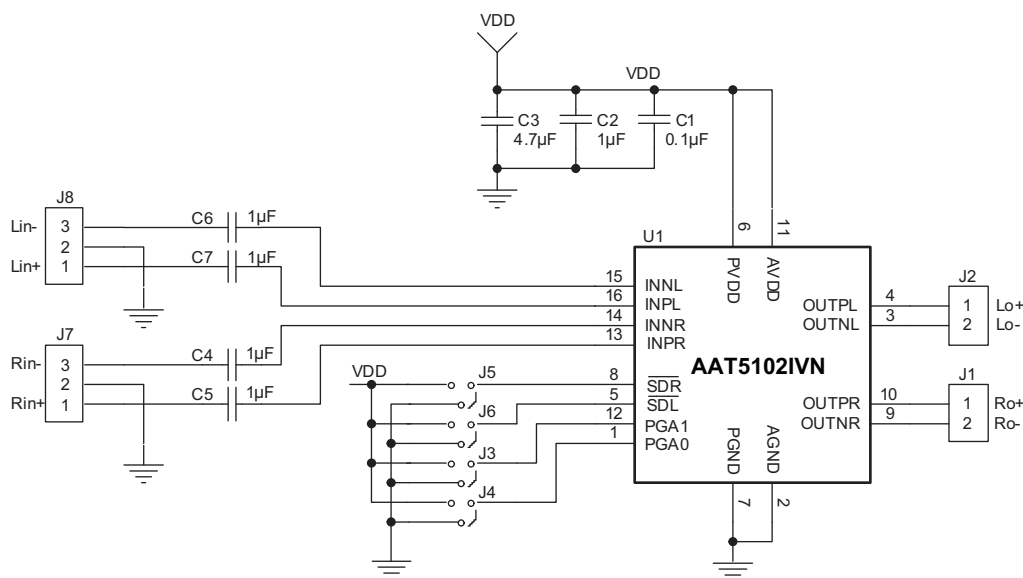 VDD
VDD
C3
4.7µF
C2
1µF
C1
0.1µF
J8
Lin-
3
2
Lin+
1
C6
1µF
C7
1µF
J7
Rin-
3
2
Rin+
1
C4
1µF
C5
1µF
VDD
J5
J6
J3
J4
U1
6
11
PVDD
AVDD
15
INNL
16
INPL
14
INNR
13
INPR
AAT5102IVN
8
SDR
5
SDL
12
PGA1
1
PGA0
OUTPL
4
OUTNL
3
OUTPR
10
OUTNR
9
PGND
AGND
7
2
J2
1
Lo+
2
Lo-
J1
1
Ro+
2
Ro-